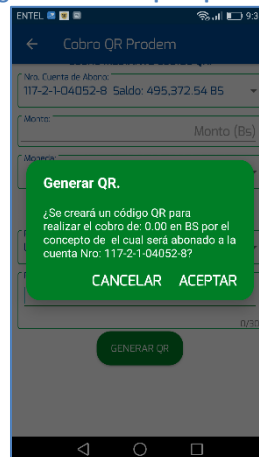 ENTEL 9:3
Cobro QR Prodem
Nro. Cuenta de Abono:
117-2-1-04052-8 Saldo: 495,372.54 BS
Monto:
Monto (Bs)
Moneda:
Generar QR.
¿Se creará un código QR para
realizar el cobro de: 0.00 en BS por el
concepto de el cual será abonado a la
cuenta Nro: 117-2-1-04052-8?
CANCELAR ACEPTAR
0/30
GENERAR QR